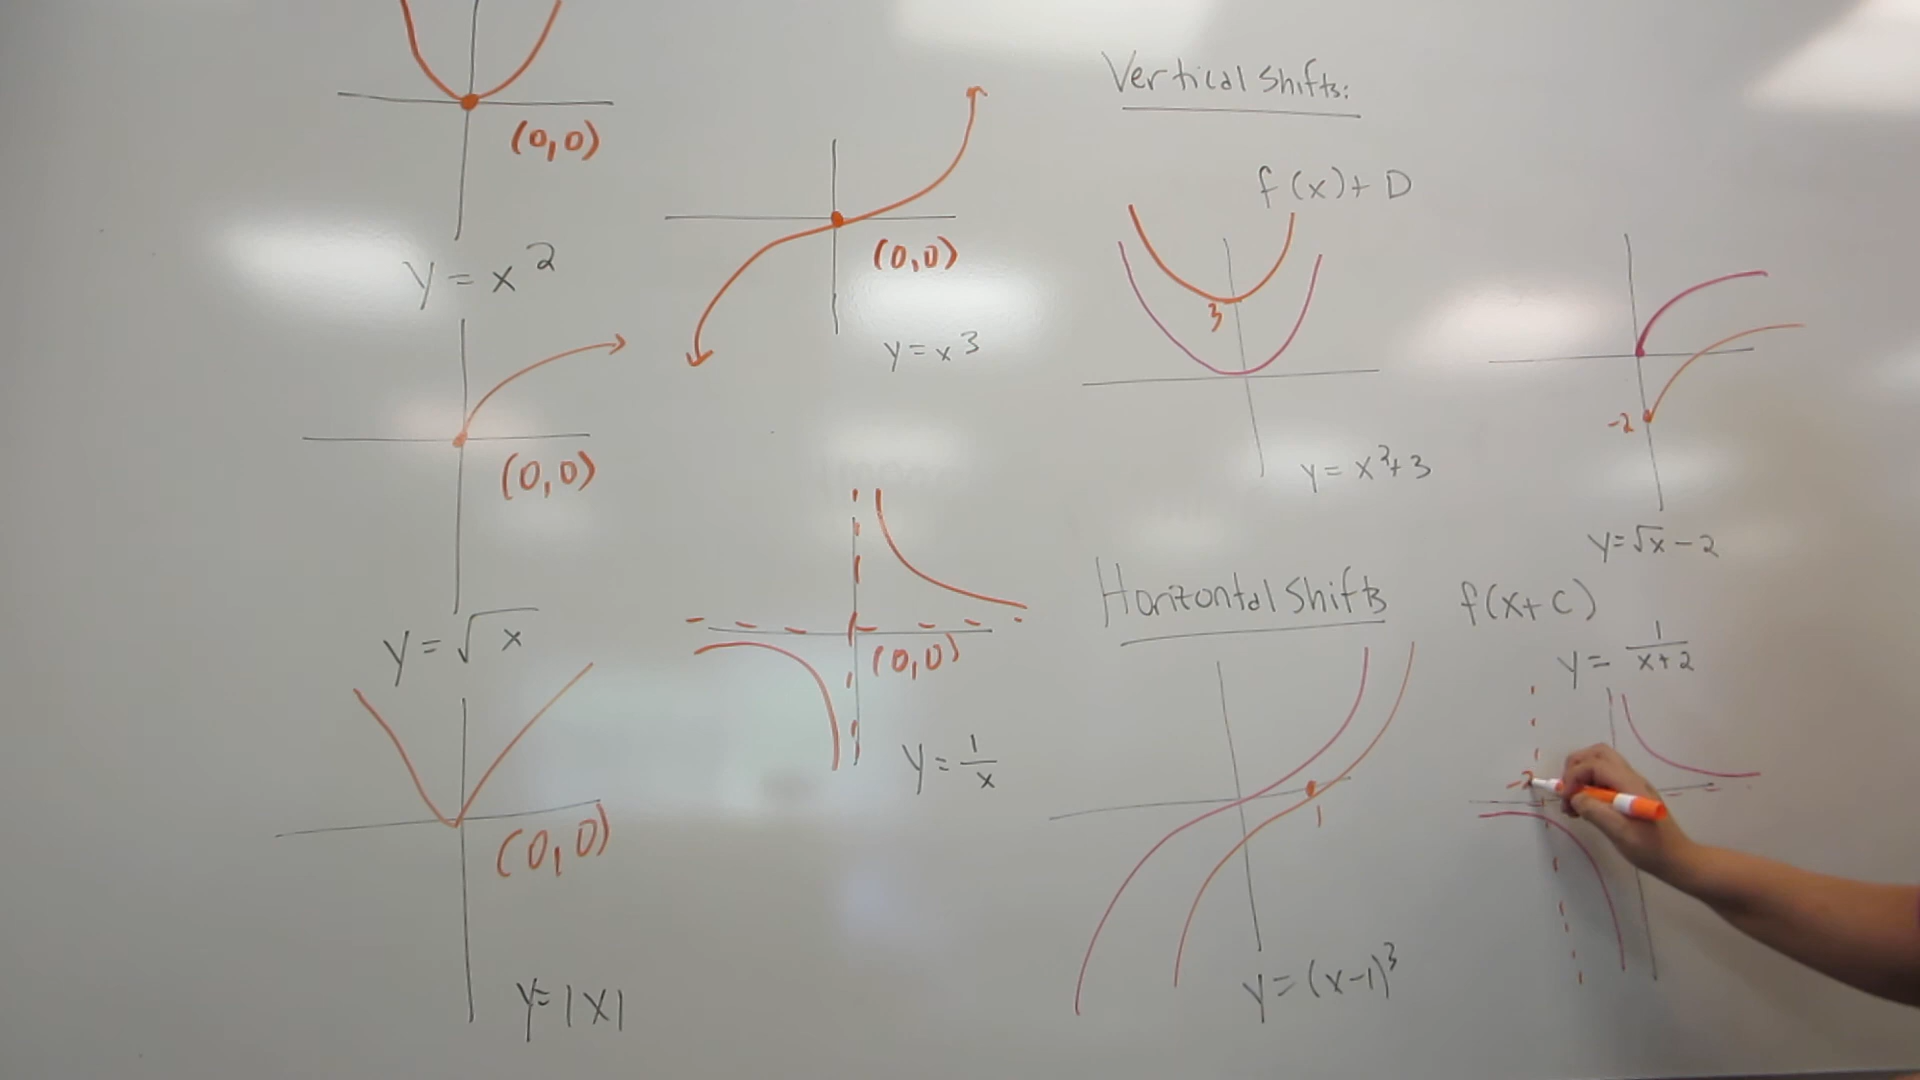 (0,0)
y = x²
(0,0)
y = x³
(0,0)
y = √x
(0,0)
y = 1/x
(0,0)
y = |x|
Vertical Shifts:
f(x) + D
3
y = x² + 3
-2
y = √x - 2
Horizontal Shifts
f(x + C)
1
y = (x-1)³
y = 1/(x+2)
-2